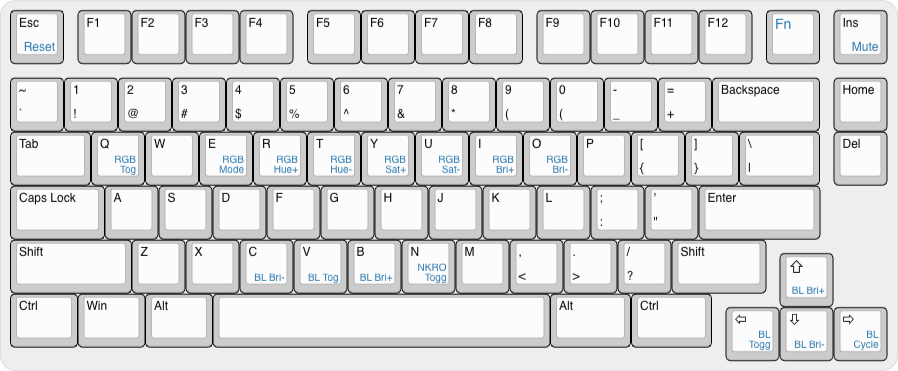 Esc F1 F2 F3 F4 F5 F6 F7 F8 F9 F10 F11 F12 Fn Ins
Reset Mute
~ 1 2 3 4 5 6 7 8 9 0 - = Backspace Home
` ! @ # $ % ^ & * ( ( _ +
Tab Q W E R T Y U I O P [ ] \ Del
RGB RGB RGB RGB RGB RGB RGB RGB
Tog Mode Hue+ Hue- Sat+ Sat- Bri+ Bri- { } |
Caps Lock A S D F G H J K L ; ' Enter
: "
Shift Z X C V B N M , . / Shift
NKRO
BL Bri- BL Tog BL Bri+ Togg < > ?
⇧
BL Bri+
Ctrl Win Alt Alt Ctrl
⇦ ⇩ ⇨
BL BL
Togg BL Bri- Cycle